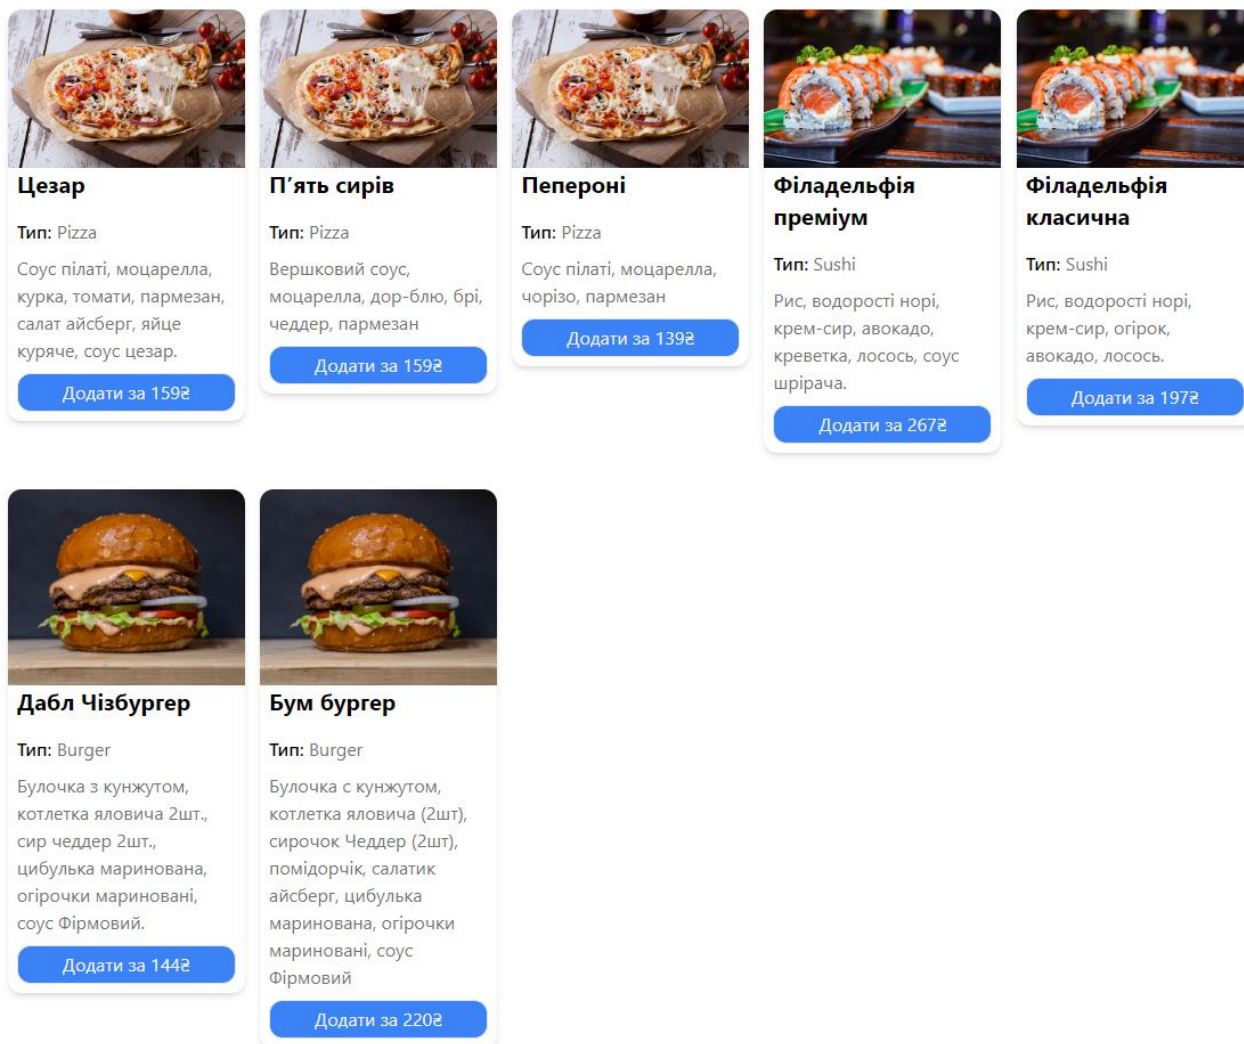 Цезар
Тип: Pizza
Соус пілаті, моцарелла,
курка, томати, пармезан,
салат айсберг, яйце
куряче, соус цезар.
Додати за 159₴
П’ять сирів
Тип: Pizza
Вершковий соус,
моцарелла, дор-блю, брі,
чеддер, пармезан
Додати за 159₴
Пепероні
Тип: Pizza
Соус пілаті, моцарелла,
чорізо, пармезан
Додати за 139₴
Філадельфія
преміум
Тип: Sushi
Рис, водорості норі,
крем-сир, авокадо,
креветка, лосось, соус
шрірача.
Додати за 267₴
Філадельфія
класична
Тип: Sushi
Рис, водорості норі,
крем-сир, огірок,
авокадо, лосось.
Додати за 197₴
Дабл Чізбургер
Тип: Burger
Булочка з кунжутом,
котлетка яловича 2шт.,
сир чеддер 2шт.,
цибулька маринована,
огірочки мариновані,
соус Фірмовий.
Додати за 144₴
Бум бургер
Тип: Burger
Булочка с кунжутом,
котлетка яловича (2шт),
сирочок Чеддер (2шт),
помідорчік, салатик
айсберг, цибулька
маринована, огірочки
мариновані, соус
Фірмовий
Додати за 220₴